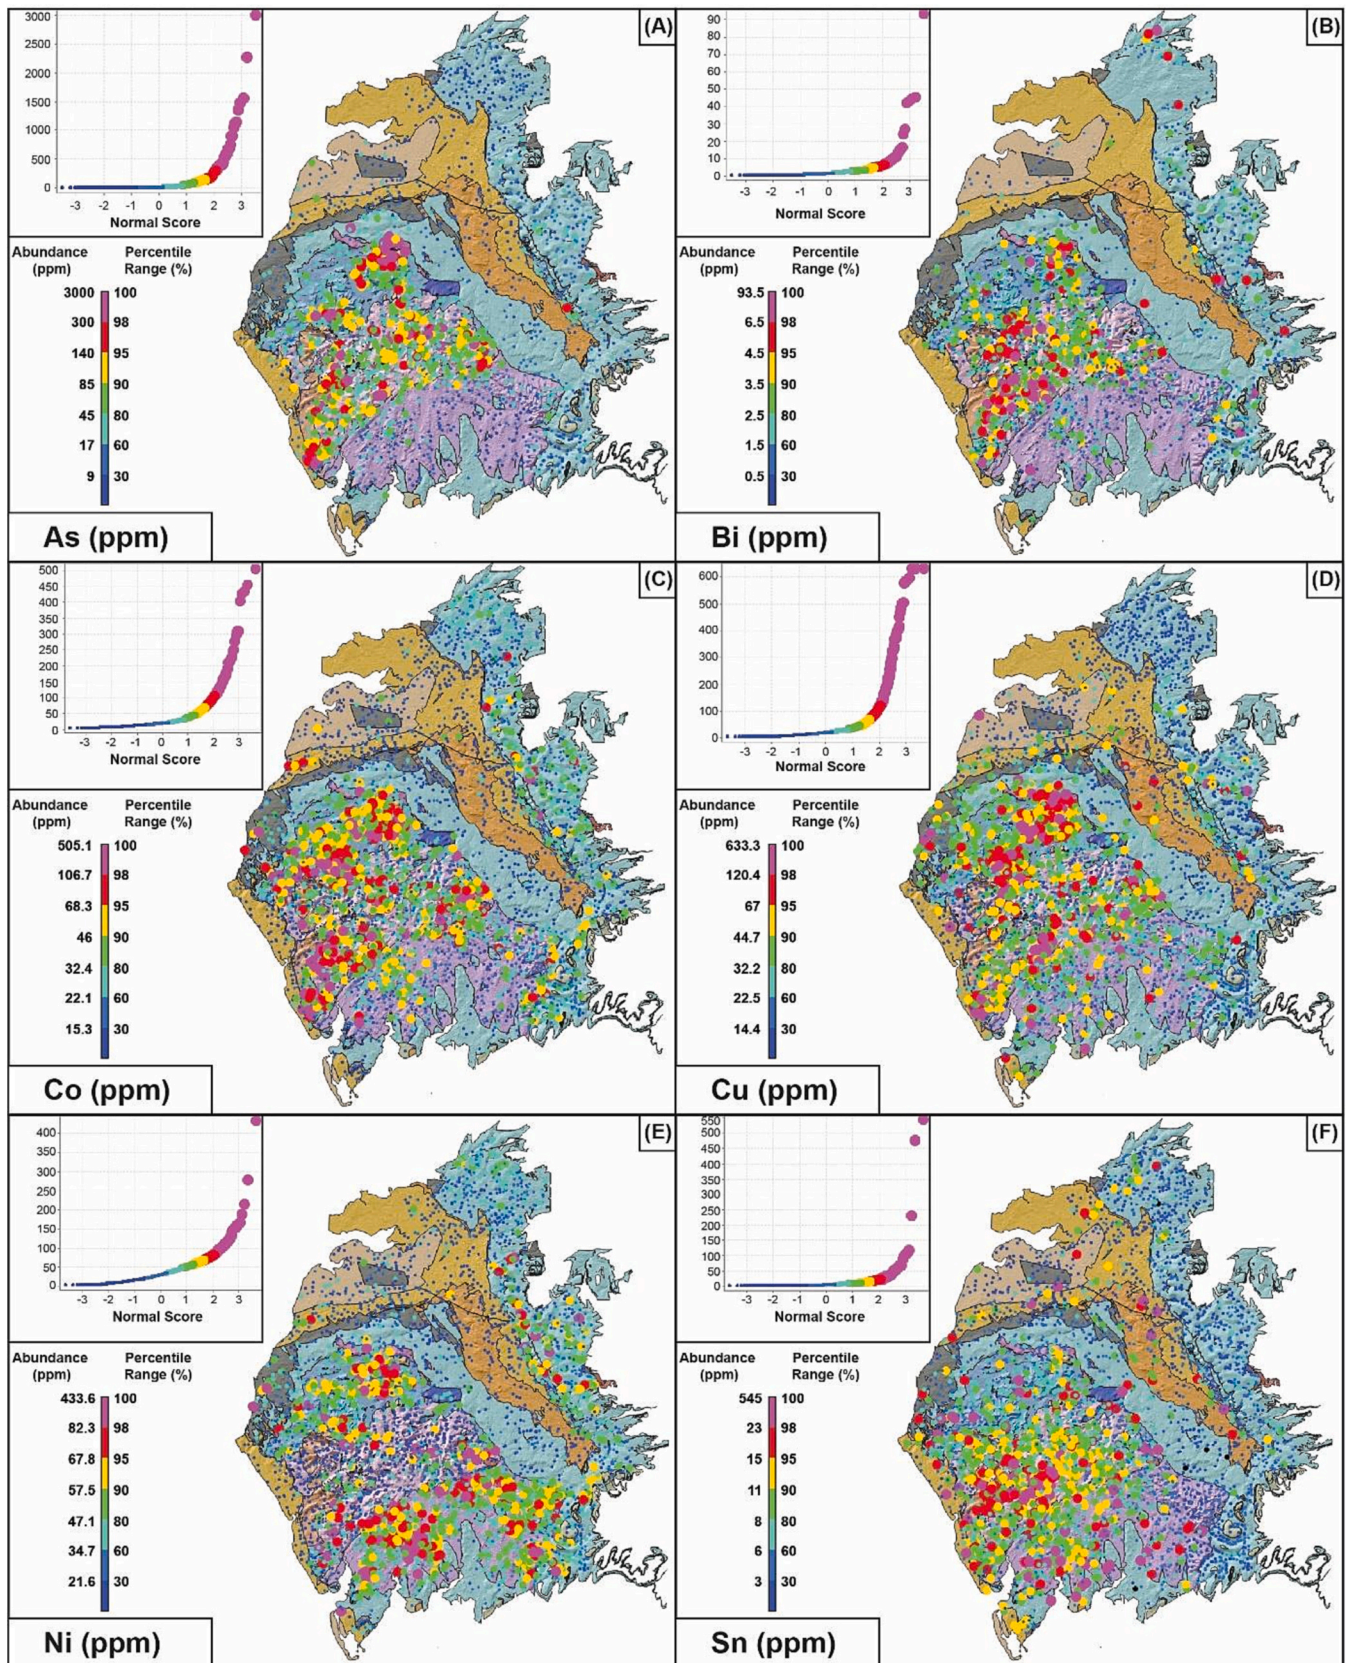 (A)
3000
2500
2000
1500
1000
500
0
-3 -2 -1 0 1 2 3
Normal Score
Abundance Percentile
(ppm) Range (%)
3000 100
300 98
140 95
85 90
45 80
17 60
9 30
As (ppm)
(B)
90
80
70
60
50
40
30
20
10
0
-3 -2 -1 0 1 2 3
Normal Score
Abundance Percentile
(ppm) Range (%)
93.5 100
6.5 98
4.5 95
3.5 90
2.5 80
1.5 60
0.5 30
Bi (ppm)
(C)
500
450
400
350
300
250
200
150
100
50
0
-3 -2 -1 0 1 2 3
Normal Score
Abundance Percentile
(ppm) Range (%)
505.1 100
106.7 98
68.3 95
46 90
32.4 80
22.1 60
15.3 30
Co (ppm)
(D)
600
500
400
300
200
100
0
-3 -2 -1 0 1 2 3
Normal Score
Abundance Percentile
(ppm) Range (%)
633.3 100
120.4 98
67 95
44.7 90
32.2 80
22.5 60
14.4 30
Cu (ppm)
(E)
400
350
300
250
200
150
100
50
0
-3 -2 -1 0 1 2 3
Normal Score
Abundance Percentile
(ppm) Range (%)
433.6 100
82.3 98
67.8 95
57.5 90
47.1 80
34.7 60
21.6 30
Ni (ppm)
(F)
550
500
450
400
350
300
250
200
150
100
50
0
-3 -2 -1 0 1 2 3
Normal Score
Abundance Percentile
(ppm) Range (%)
545 100
23 98
15 95
11 90
8 80
6 60
3 30
Sn (ppm)